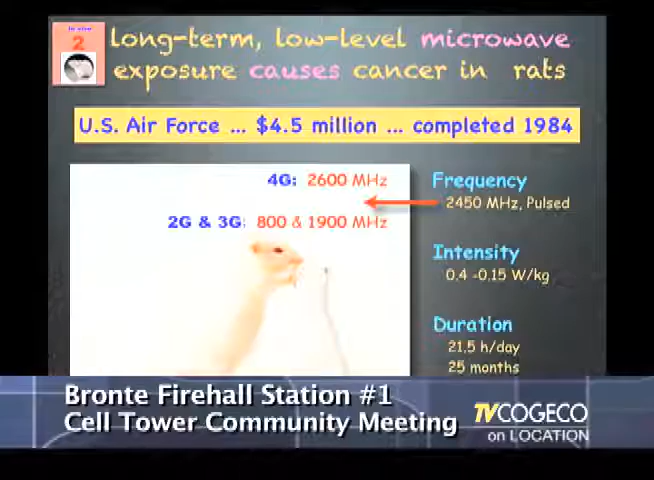 in vivo
2
long-term, low-level microwave
exposure causes cancer in rats
U.S. Air Force ... $4.5 million ... completed 1984
4G: 2600 MHz
2G & 3G: 800 & 1900 MHz
Frequency
2450 MHz, Pulsed
Intensity
0.4 -0.15 W/kg
Duration
21.5 h/day
25 months
Bronte Firehall Station #1
Cell Tower Community Meeting
TVCOGECO
on LOCATION